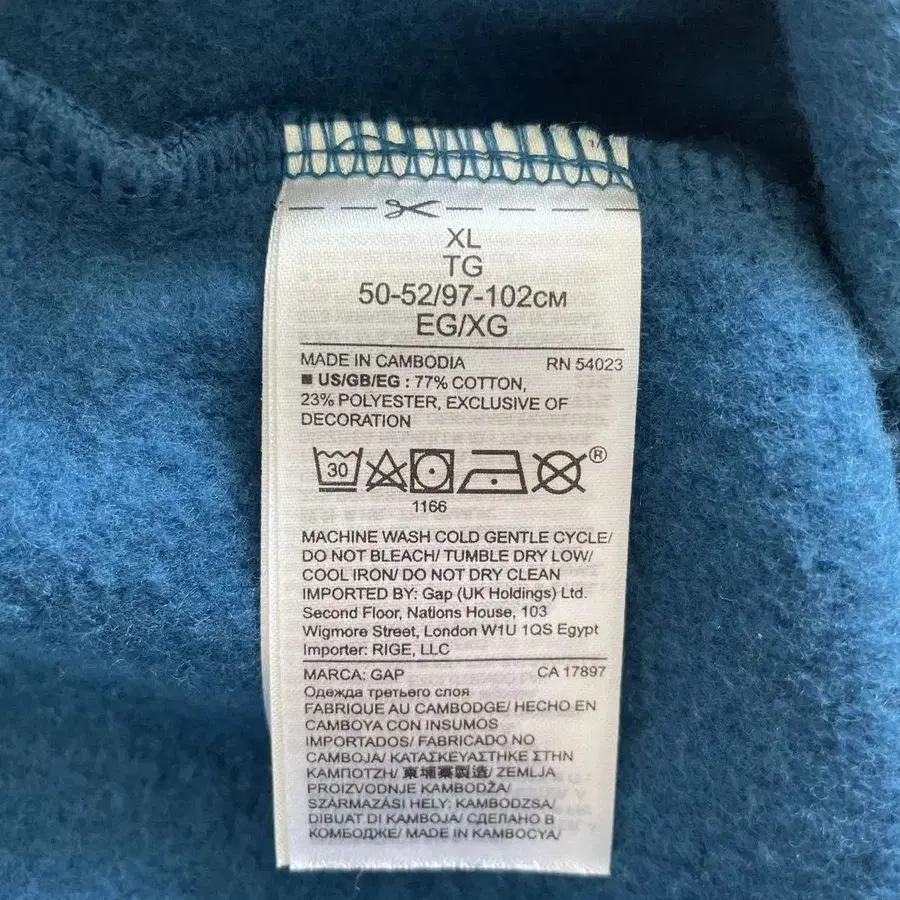 XL
TG
50-52/97-102CM
EG/XG
MADE IN CAMBODIA RN 54023
US/GB/EG : 77% COTTON,
23% POLYESTER, EXCLUSIVE OF
DECORATION
30
®
1166
MACHINE WASH COLD GENTLE CYCLE/
DO NOT BLEACH/ TUMBLE DRY LOW/
COOL IRON/ DO NOT DRY CLEAN
IMPORTED BY: Gap (UK Holdings) Ltd.
Second Floor, Nations House, 103
Wigmore Street, London W1U 1QS Egypt
Importer: RIGE, LLC
MARCA: GAP CA 17897
Одежда третьего слоя
FABRIQUE AU CAMBODGE/ HECHO EN
CAMBOYA CON INSUMOS
IMPORTADOS/ FABRICADO NO
CAMBOJA/ ΚΑΤΑΣΚΕΥΑΣΤΗΚΕ ΣΤΗΝ
ΚΑΜΠΟΤΖΗ/ 柬埔寨製造/ ZEMLJA
PROIZVODNJE KAMBODŽA/
SZÁRMAZÁSI HELY: KAMBODZSA/
DIBUAT DI KAMBOJA/ СДЕЛАНО В
КОМБОДЖЕ/ MADE IN KAMBOCYA/